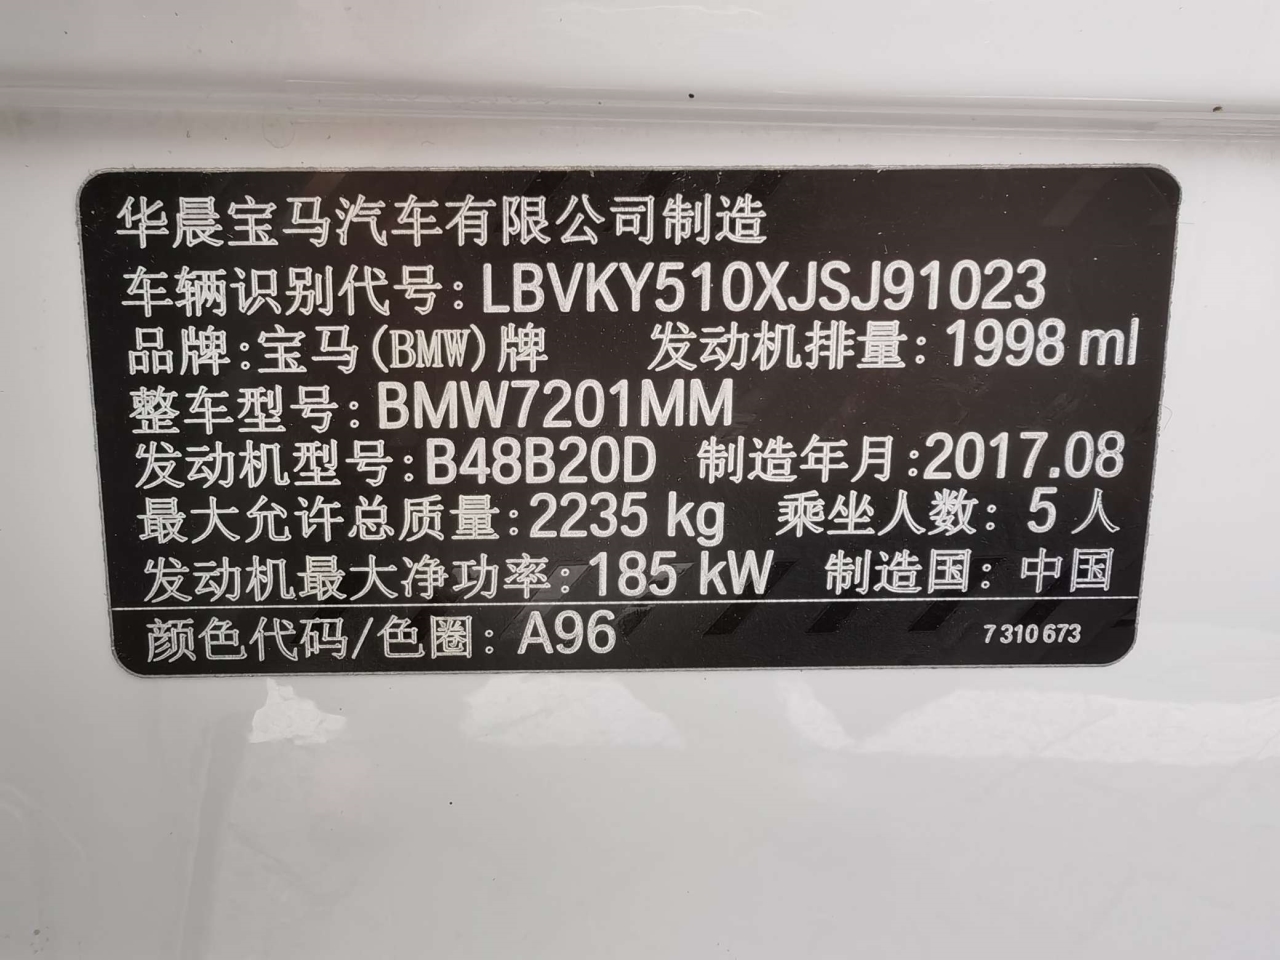 华晨宝马汽车有限公司制造
车辆识别代号:LBVKY510XJSJ91023
品牌:宝马(BMW)牌 发动机排量:1998 ml
整车型号:BMW7201MM
发动机型号:B48B20D 制造年月:2017.08
最大允许总质量:2235 kg 乘坐人数:5人
发动机最大净功率:185 kW 制造国:中国
颜色代码/色圈:A96 7 310 673